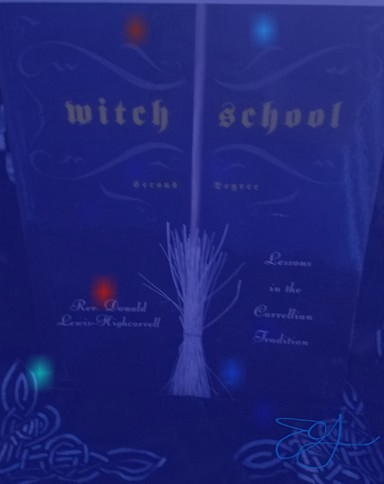 witch school
Second Degree
Rev. Donald
Lewis-Highcorrell
Lessons
in the
Correllian
Tradition